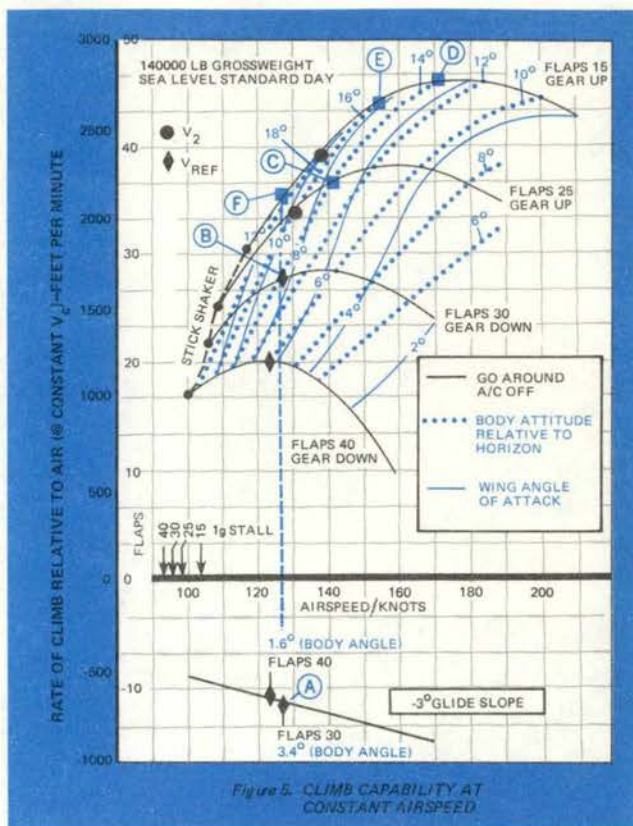 3000
50
140000 LB GROSSWEIGHT
SEA LEVEL STANDARD DAY
V2
VREF
E
D
14°
12°
FLAPS 15
GEAR UP
16°
10°
2500
40
18°
C
8°
F
FLAPS 25
GEAR UP
6°
2000
B
12°
10°
8°
30
6°
1500
STICK SHAKER
4°
FLAPS 30
GEAR DOWN
2°
20
1000
GO AROUND
A/C OFF
BODY ATTITUDE
RELATIVE TO
HORIZON
WING ANGLE
OF ATTACK
FLAPS 40
GEAR DOWN
10
500
FLAPS
40
30
25
15
1g STALL
0
0
100
120
140
160
180
200
AIRSPEED/KNOTS
1.6° (BODY ANGLE)
FLAPS 40
-500
-10
A
-3° GLIDE SLOPE
FLAPS 30
3.4° (BODY ANGLE)
1000
RATE OF CLIMB RELATIVE TO AIR (@ CONSTANT Vc)–FEET PER MINUTE
Figure 5. CLIMB CAPABILITY AT
CONSTANT AIRSPEED